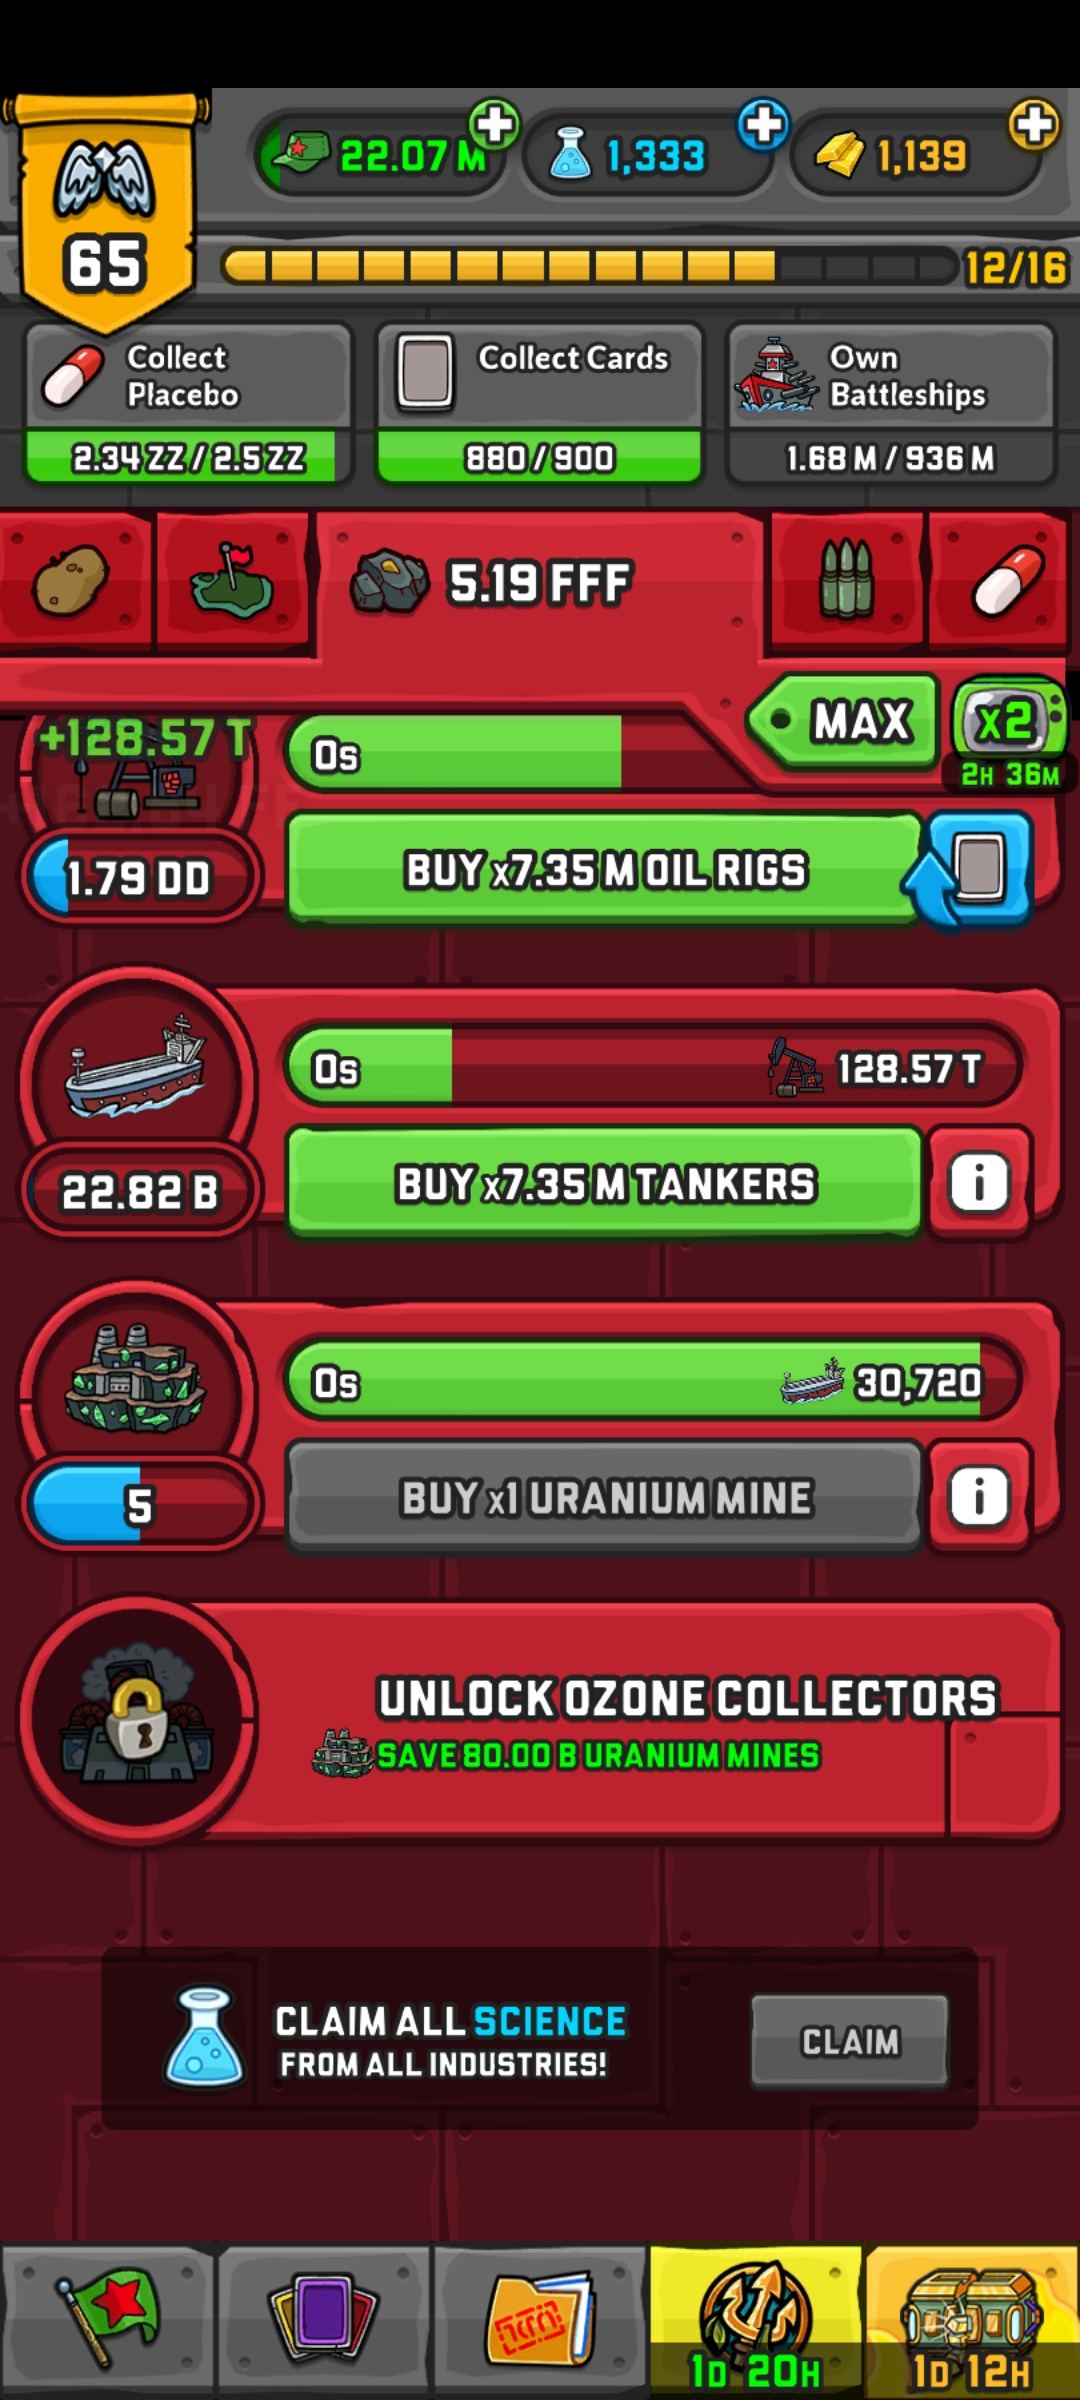 22.07 M
1,333
1,139
65
12/16
Collect
Placebo
2.34 ZZ / 2.5 ZZ
Collect Cards
880 / 900
Own
Battleships
1.68 M / 936 M
5.19 FFF
MAX
x2
2H 36M
+128.57 T
0s
1.79 DD
BUY x7.35 M OIL RIGS
0s
128.57 T
22.82 B
BUY x7.35 M TANKERS
i
0s
30,720
5
BUY x1 URANIUM MINE
i
UNLOCK OZONE COLLECTORS
SAVE 80.00 B URANIUM MINES
CLAIM ALL SCIENCE
FROM ALL INDUSTRIES!
CLAIM
1D 20H
1D 12H